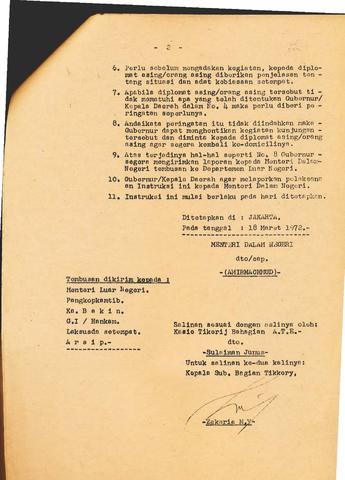 - 2 -
6. Perlu sebelum mengadakan kegiatan, kepada diplo-
mat asing/orang asing diberikan penjelasan ten-
tang situasi dan adat kebiasaan setempat.
7. Apabila diplomat asing/orang asing tersebut ti-
dak mematuhi apa yang telah ditentukan Gubernur/
Kepala Daerah dalam No. 4 maka perlu diberi pe-
ringatan seperlunya.
8. Andaikata peringatan itu tidak diindahkan maka-
Gubernur dapat menghentikan kegiatan kunjungan-
tersebut dan diminta kepada diplomat asing/orang
asing agar segera kembali ke-domicilinya.
9. Atas terjadinya hal-hal seperti No. 8 Gubernur se-
segera mengirimkan laporan kepada Menteri Dalam-
Negeri tembusan ke Departemen Luar Negeri.
10. Gubernur/Kepala Daerah agar melaporkan pelaksana
an Instruksi ini kepada Menteri Dalam Negeri.
11. Instruksi ini mulai berlaku pada hari ditetapkan.
Ditetapkan di : JAKARTA.
Pada tanggal : 18 Maret 1972.-
MENTERI DALAM NEGERI
dto/cap.
-(AMIRMACHMUD)-
Tembusan dikirim kepada :
Menteri Luar Negeri.
Pangkopkamtib.
Ka. B a k i n.
G.I / Hankam.
Laksusda setempat.
A r s i p.-
Salinan sesuai dengan salinya oleh:
Kasie Tikorij Bahagian A.T.E.-
dto.
-Sulaiman Junus-
Untuk salinan ke-dua kalinya:
Kepala Sub. Bagian Tikkory,
-Zakaria M.Y-